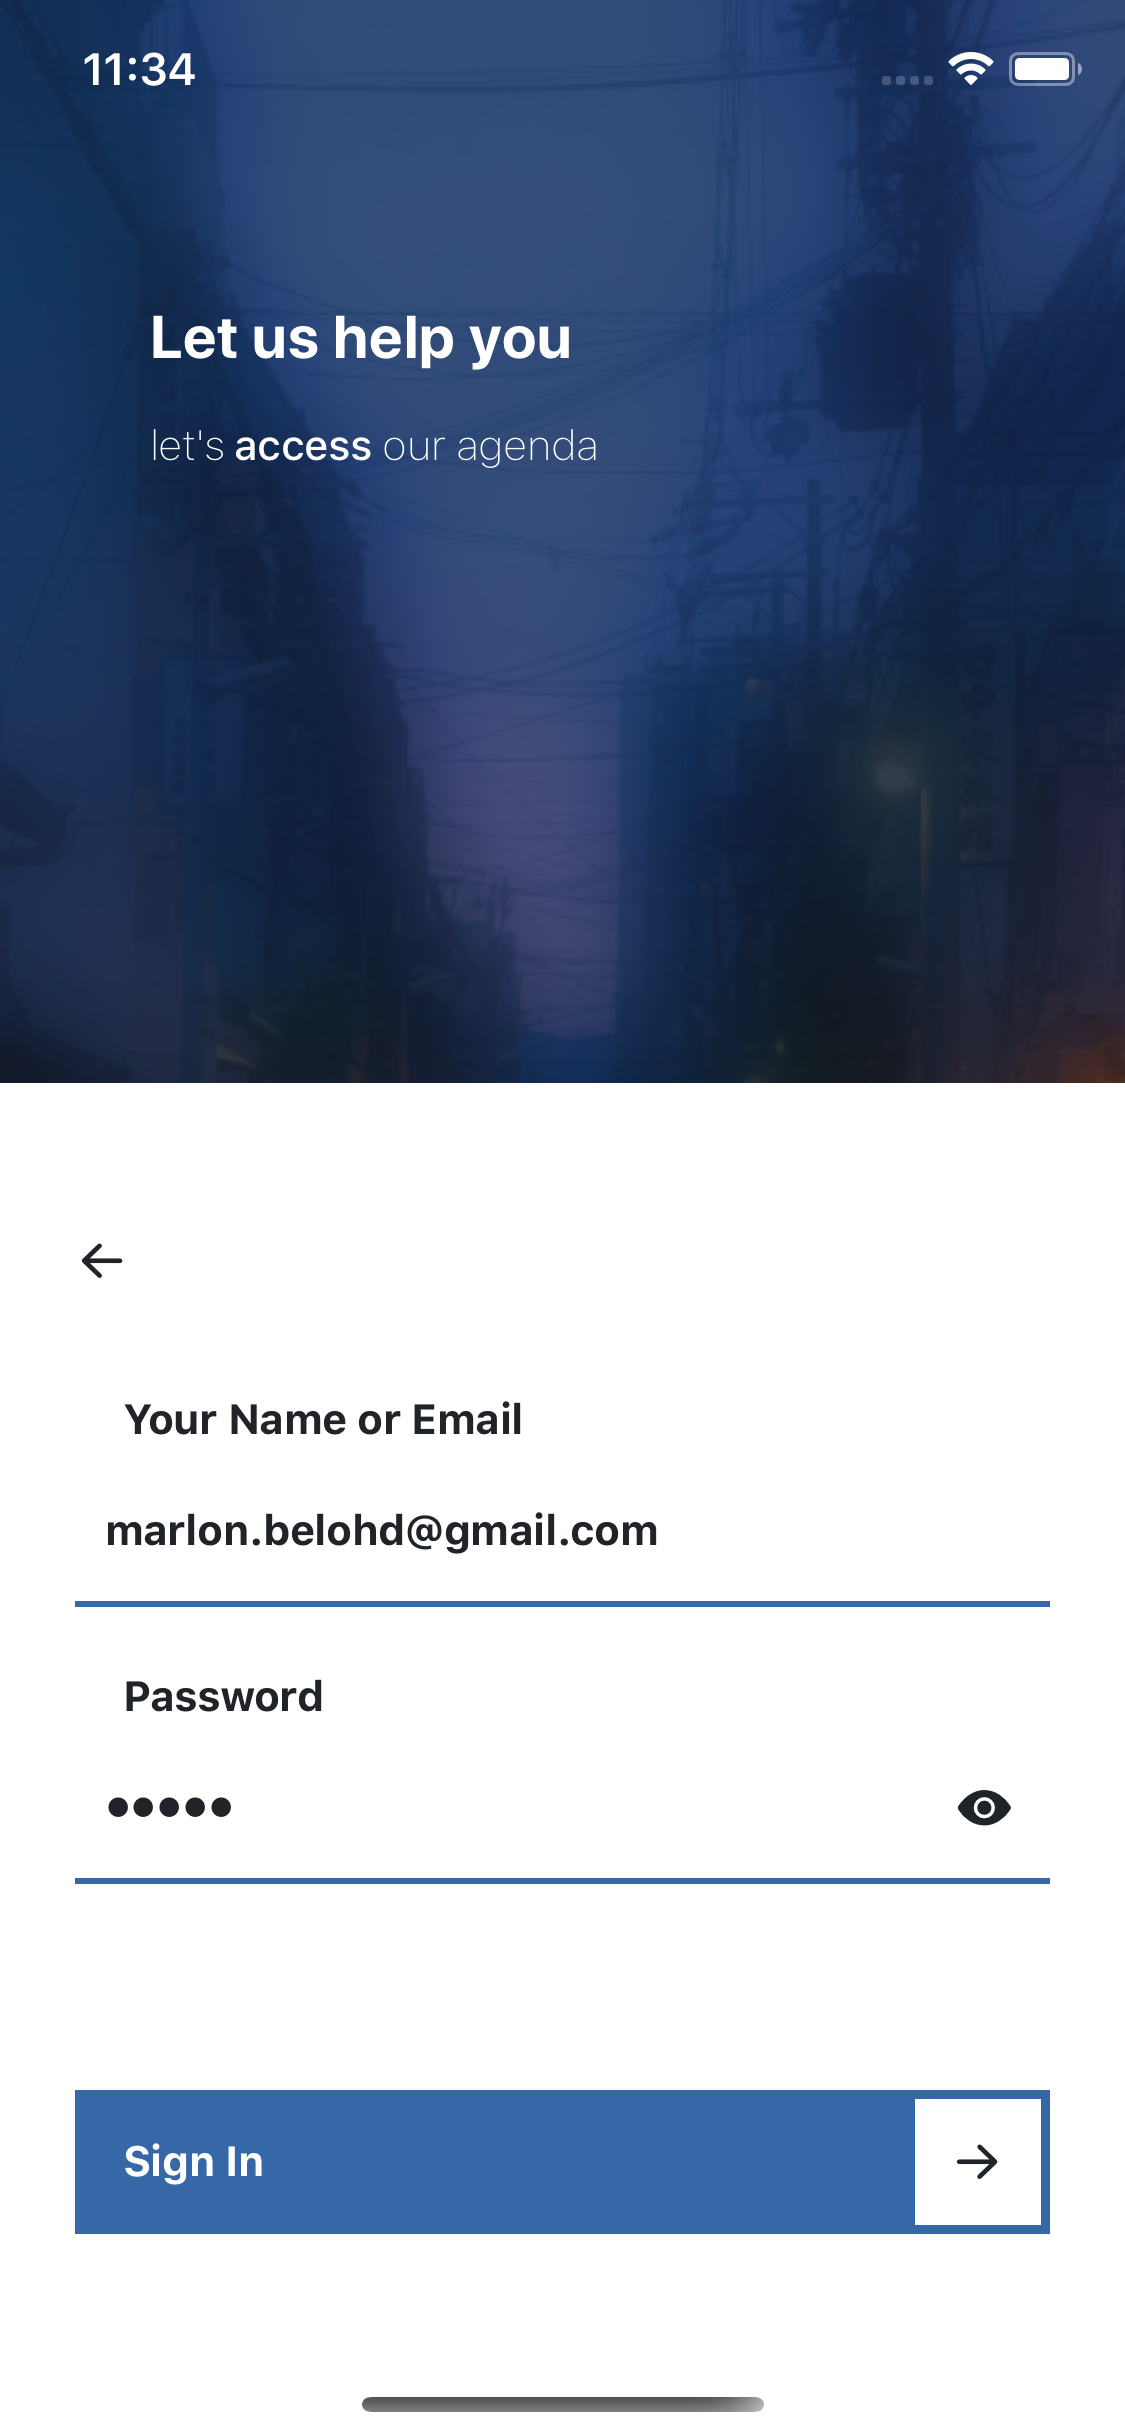 11:34
Let us help you
let's access our agenda
Your Name or Email
marlon.belohd@gmail.com
Password
•••••
Sign In